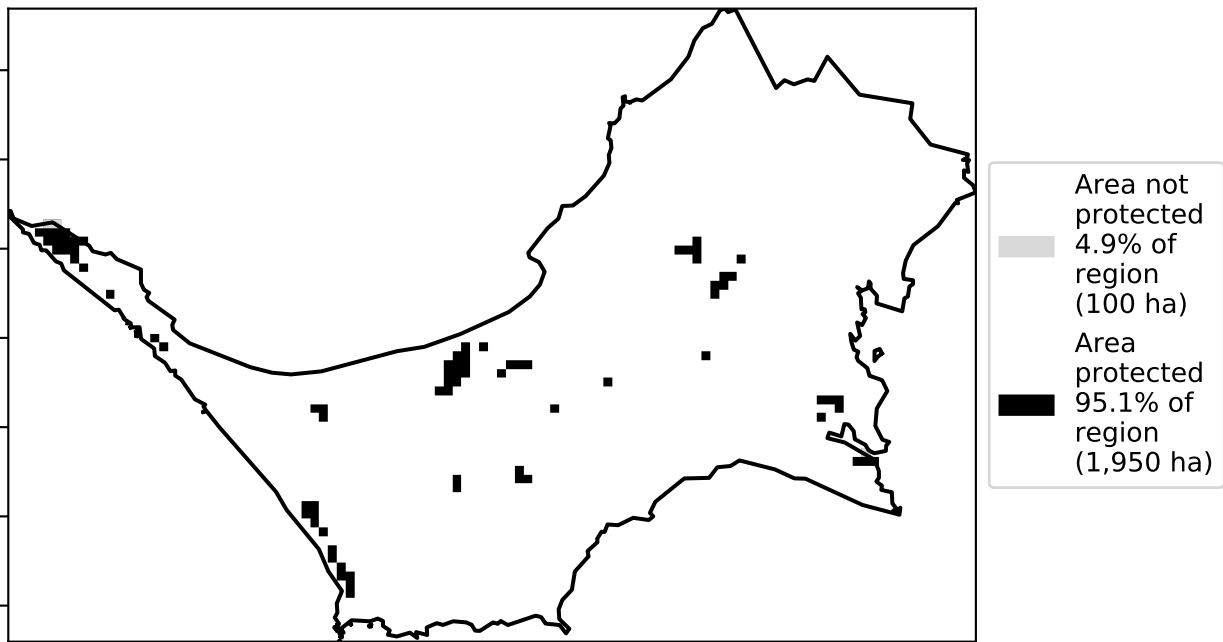 Area not
protected
4.9% of
region
(100 ha)
Area
protected
95.1% of
region
(1,950 ha)